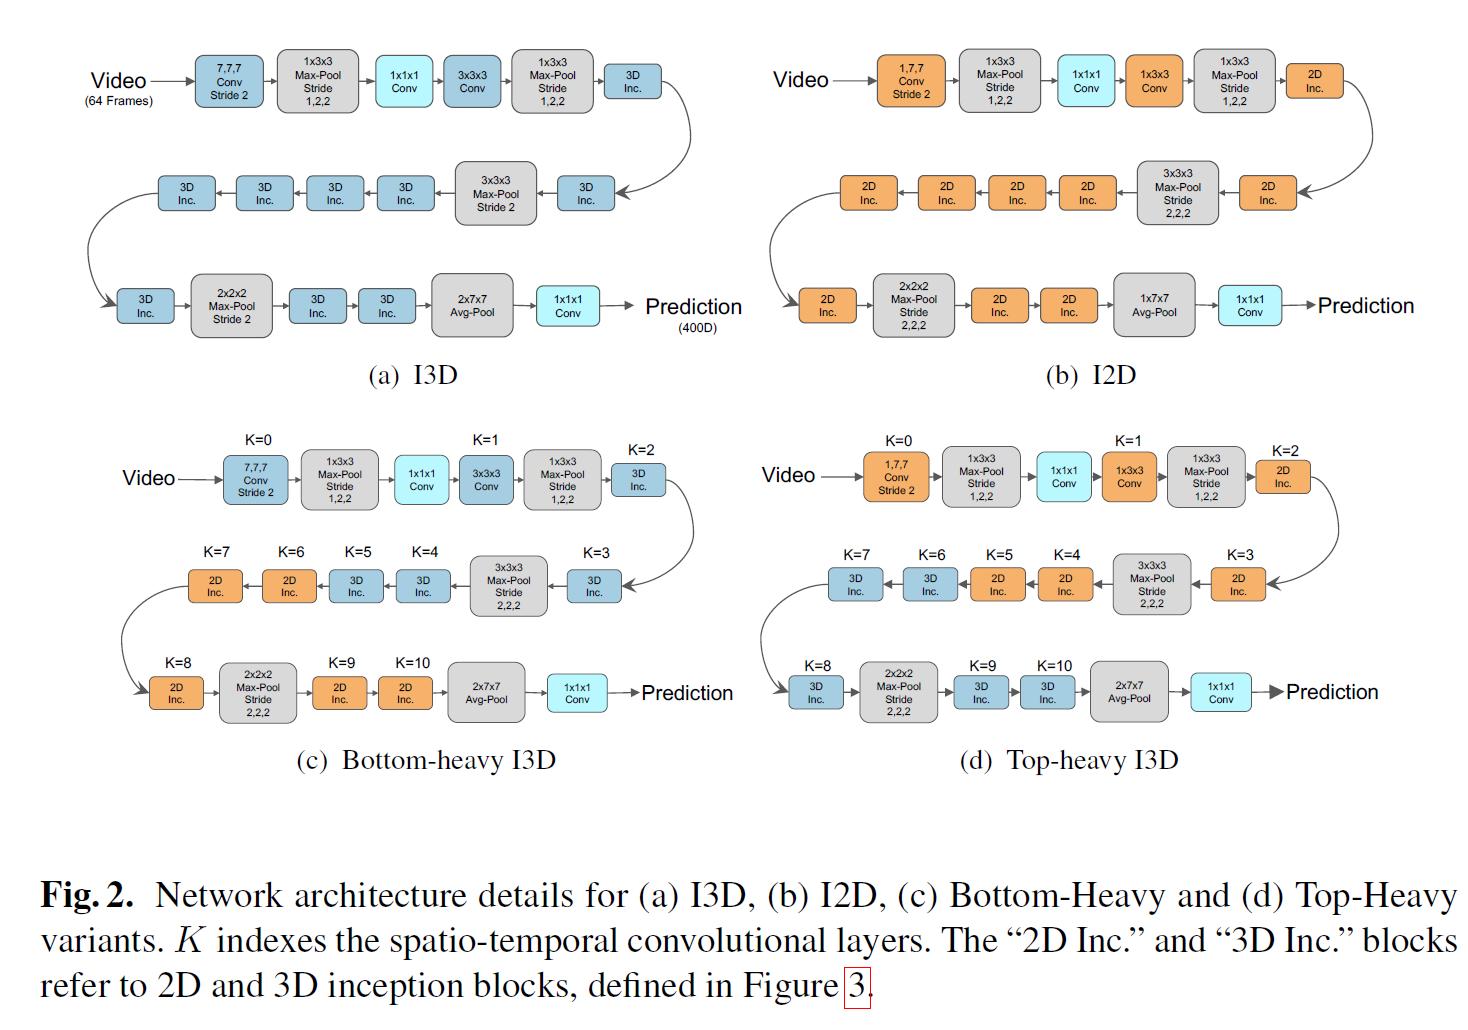 Video
(64 Frames)
7,7,7
Conv
Stride 2
1x3x3
Max-Pool
Stride
1,2,2
1x1x1
Conv
3x3x3
Conv
1x3x3
Max-Pool
Stride
1,2,2
3D
Inc.
3D
Inc.
3D
Inc.
3D
Inc.
3D
Inc.
3x3x3
Max-Pool
Stride 2
3D
Inc.
3D
Inc.
2x2x2
Max-Pool
Stride 2
3D
Inc.
3D
Inc.
2x7x7
Avg-Pool
1x1x1
Conv
Prediction
(400D)
(a) I3D
Video
1,7,7
Conv
Stride 2
1x3x3
Max-Pool
Stride
1,2,2
1x1x1
Conv
1x3x3
Conv
1x3x3
Max-Pool
Stride
1,2,2
2D
Inc.
2D
Inc.
2D
Inc.
2D
Inc.
2D
Inc.
3x3x3
Max-Pool
Stride
2,2,2
2D
Inc.
2D
Inc.
2x2x2
Max-Pool
Stride
2,2,2
2D
Inc.
2D
Inc.
1x7x7
Avg-Pool
1x1x1
Conv
Prediction
(b) I2D
K=0
K=1
K=2
Video
7,7,7
Conv
Stride 2
1x3x3
Max-Pool
Stride
1,2,2
1x1x1
Conv
3x3x3
Conv
1x3x3
Max-Pool
Stride
1,2,2
3D
Inc.
K=7
K=6
K=5
K=4
K=3
2D
Inc.
2D
Inc.
3D
Inc.
3D
Inc.
3x3x3
Max-Pool
Stride
2,2,2
3D
Inc.
K=8
K=9
K=10
2D
Inc.
2x2x2
Max-Pool
Stride
2,2,2
2D
Inc.
2D
Inc.
2x7x7
Avg-Pool
1x1x1
Conv
Prediction
(c) Bottom-heavy I3D
K=0
K=1
K=2
Video
1,7,7
Conv
Stride 2
1x3x3
Max-Pool
Stride
1,2,2
1x1x1
Conv
1x3x3
Conv
1x3x3
Max-Pool
Stride
1,2,2
2D
Inc.
K=7
K=6
K=5
K=4
K=3
3D
Inc.
3D
Inc.
2D
Inc.
2D
Inc.
3x3x3
Max-Pool
Stride
2,2,2
2D
Inc.
K=8
K=9
K=10
3D
Inc.
2x2x2
Max-Pool
Stride
2,2,2
3D
Inc.
3D
Inc.
2x7x7
Avg-Pool
1x1x1
Conv
Prediction
(d) Top-heavy I3D
Fig. 2. Network architecture details for (a) I3D, (b) I2D, (c) Bottom-Heavy and (d) Top-Heavy
variants. K indexes the spatio-temporal convolutional layers. The “2D Inc.” and “3D Inc.” blocks
refer to 2D and 3D inception blocks, defined in Figure 3.